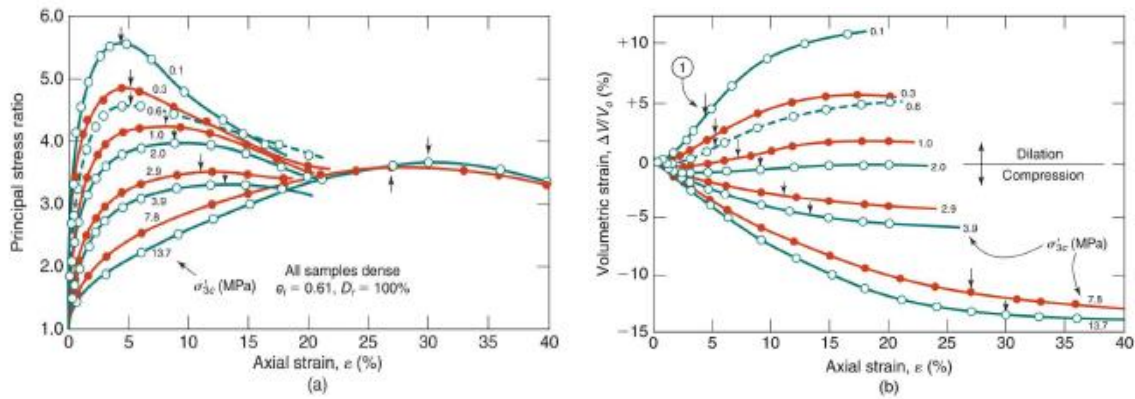 Principal stress ratio
6.0
5.0
4.0
3.0
2.0
1.0
0.1
0.3
0.6
1.0
2.0
2.9
3.9
7.8
13.7
σ′3c (MPa)
All samples dense
ei = 0.61, Dr = 100%
0 5 10 15 20 25 30 35 40
Axial strain, ε (%)
(a)
Volumetric strain, ΔV/Vo (%)
+10
+5
0
−5
−10
−15
1
0.1
0.3
0.6
1.0
2.0
2.9
3.9
7.8
13.7
Dilation
Compression
σ′3c (MPa)
0 5 10 15 20 25 30 35 40
Axial strain, ε (%)
(b)